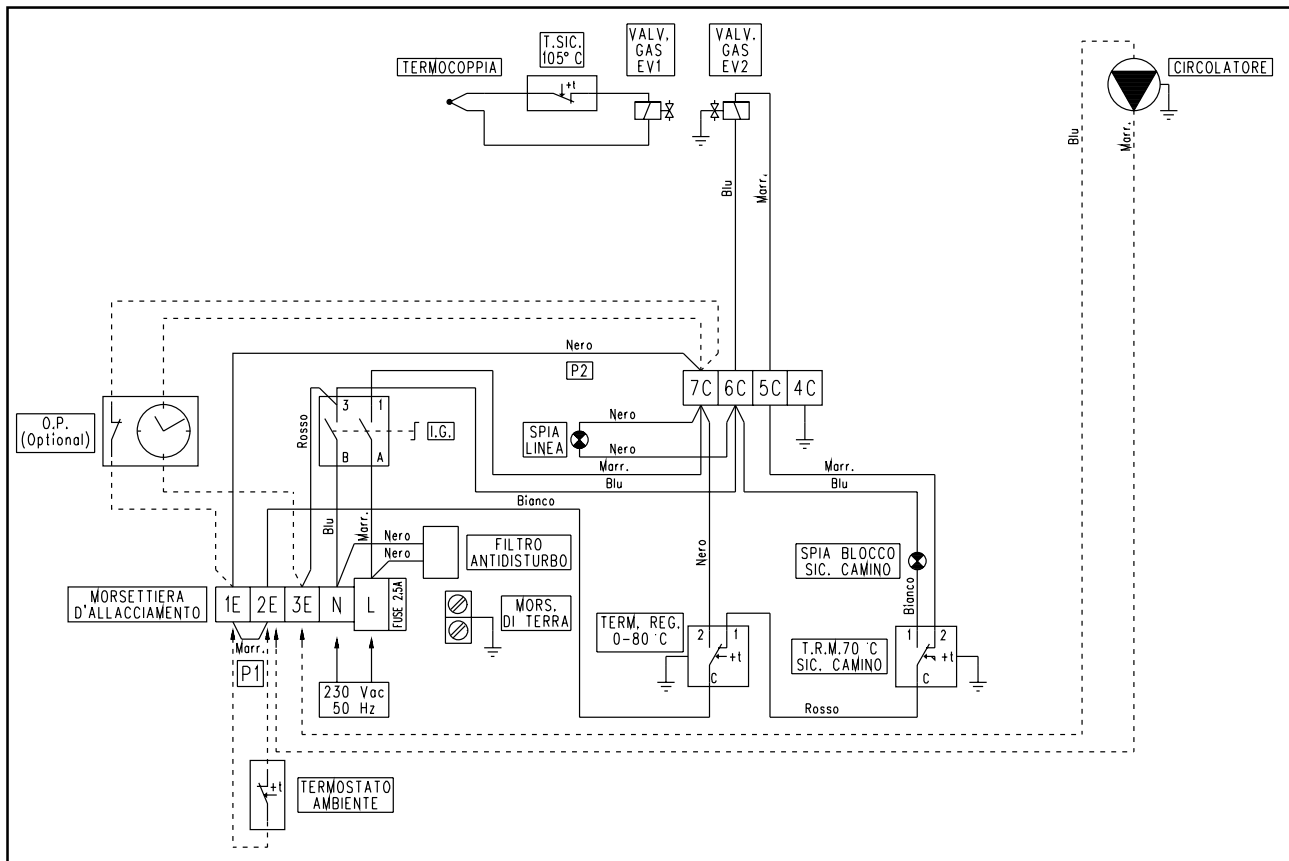 TERMOCOPPIA
T.SIC.
105° C
VALV.
GAS
EV1
VALV.
GAS
EV2
CIRCOLATORE
+t
Blu
Marr.
Blu
Marr.
Nero
P2
7C 6C 5C 4C
O.P.
(Optional)
Rosso
3 1
B A
I.G.
SPIA
LINEA
Nero
Nero
Marr.
Blu
Marr.
Blu
Bianco
Blu
Marr.
Nero
Nero
FILTRO
ANTIDISTURBO
Nero
SPIA BLOCCO
SIC. CAMINO
Bianco
MORSETTIERA
D'ALLACCIAMENTO
1E 2E 3E N L
FUSE 2,5A
MORS.
DI TERRA
TERM. REG.
0-80°C
2 1
+t
C
T.R.M.70 °C
SIC. CAMINO
1 2
+t
C
Marr.
P1
230 Vac
50 Hz
Rosso
+t
TERMOSTATO
AMBIENTE